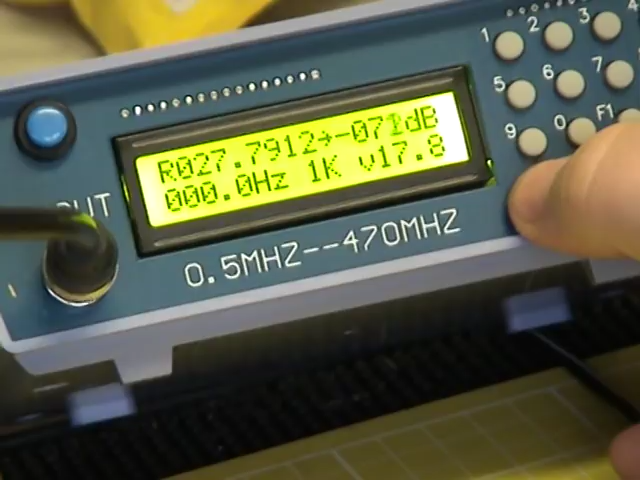 1 2 3 4
5 6 7
9 0 F1
R027.7912+-071dB
000.0Hz 1K v17.8
OUT
0.5MHZ--470MHZ